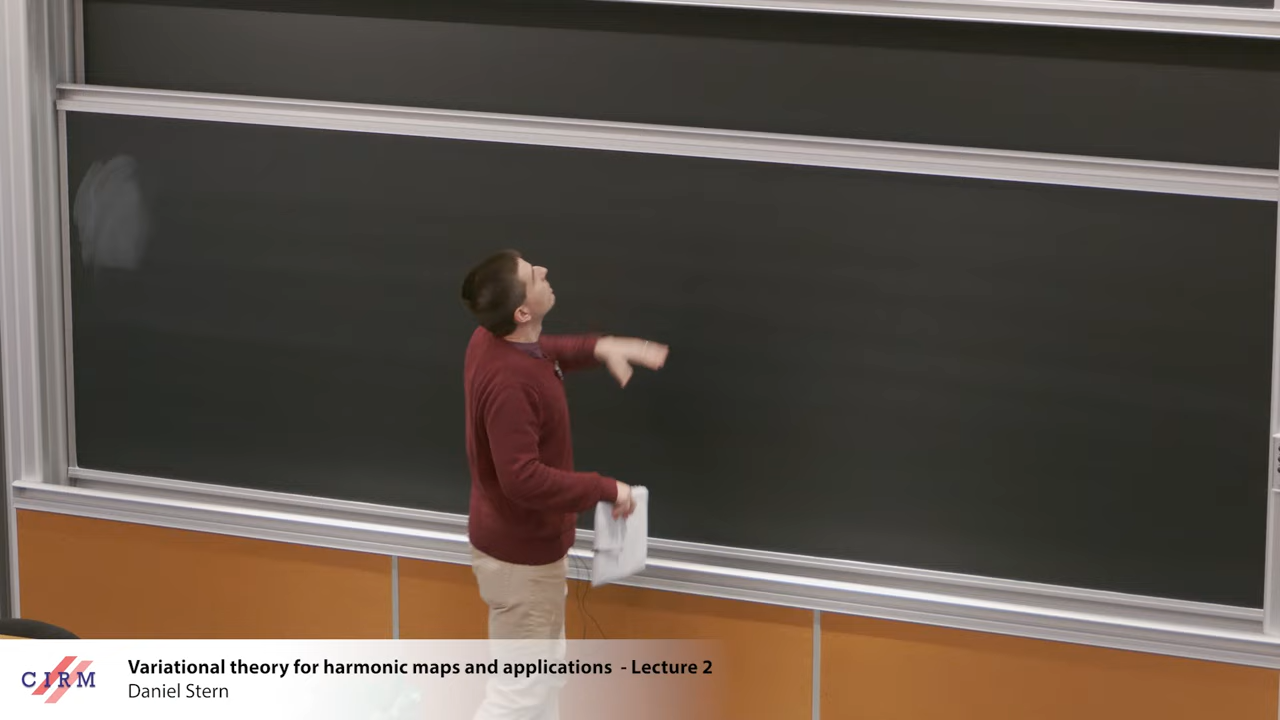 CIRM
Variational theory for harmonic maps and applications - Lecture 2
Daniel Stern